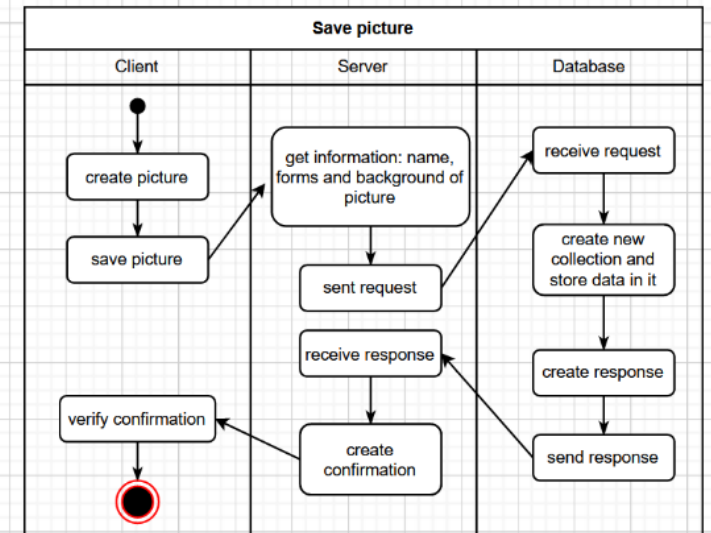 Save picture
Client
Server
Database
create picture
save picture
get information: name,
forms and background of
picture
sent request
receive request
create new
collection and
store data in it
create response
send response
receive response
create
confirmation
verify confirmation